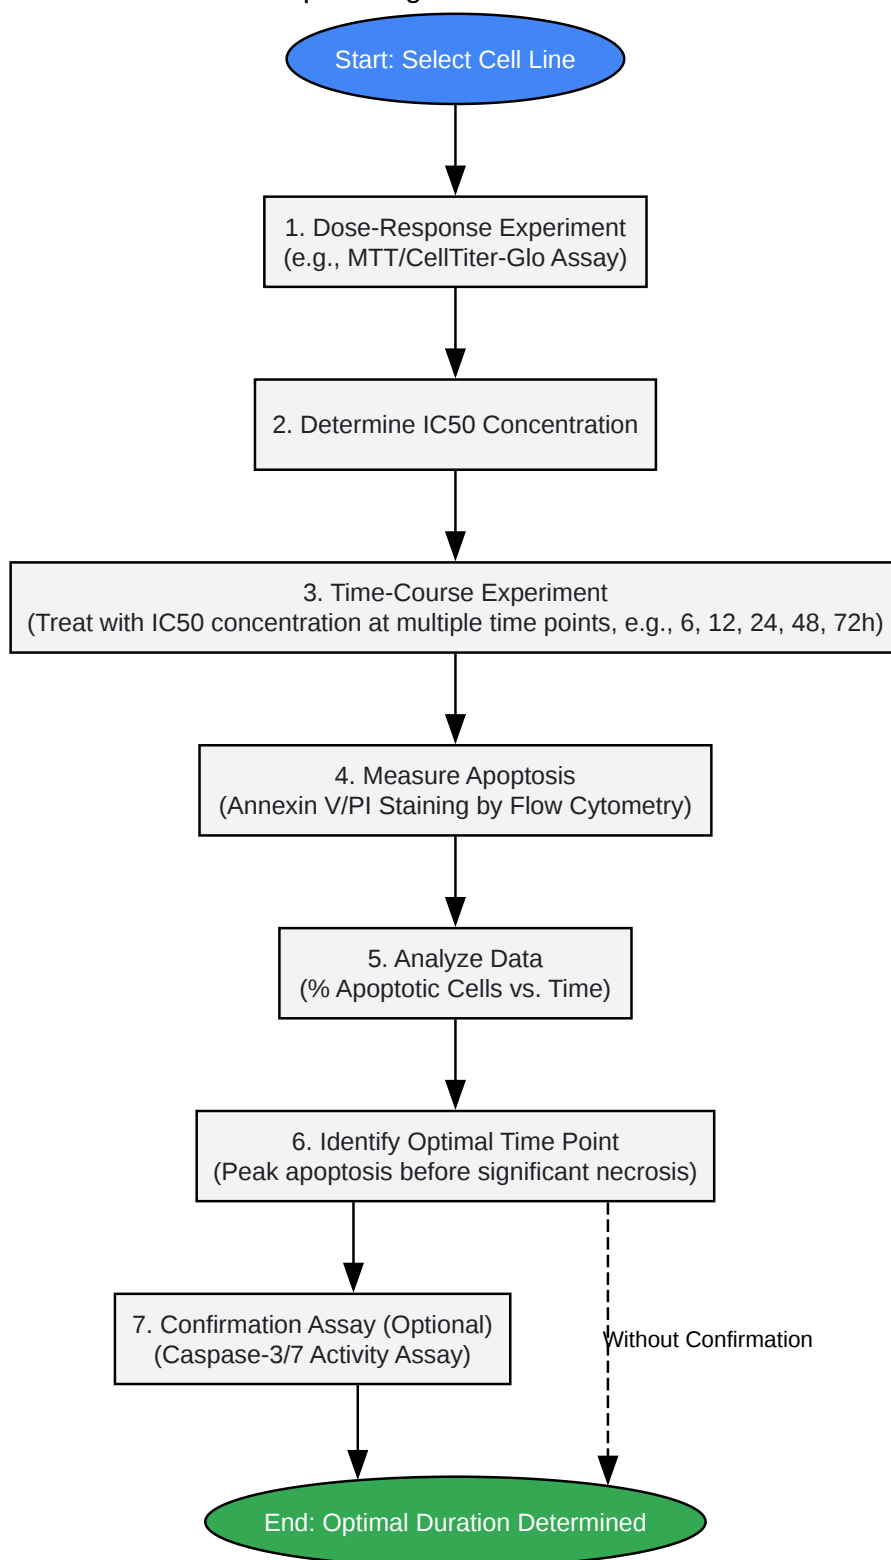 Start: Select Cell Line
1. Dose-Response Experiment
(e.g., MTT/CellTiter-Glo Assay)
2. Determine IC50 Concentration
3. Time-Course Experiment
(Treat with IC50 concentration at multiple time points, e.g., 6, 12, 24, 48, 72h)
4. Measure Apoptosis
(Annexin V/PI Staining by Flow Cytometry)
5. Analyze Data
(% Apoptotic Cells vs. Time)
6. Identify Optimal Time Point
(Peak apoptosis before significant necrosis)
7. Confirmation Assay (Optional)
(Caspase-3/7 Activity Assay)
Without Confirmation
End: Optimal Duration Determined